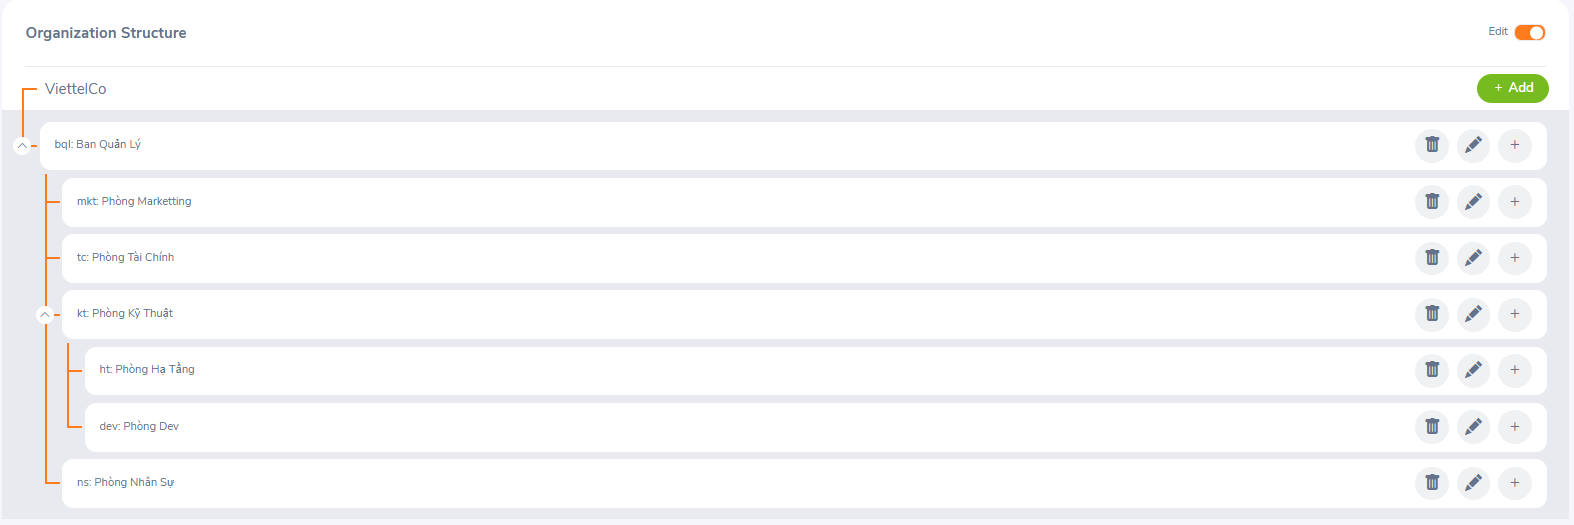 Organization Structure
Edit
ViettelCo
+ Add
bql: Ban Quản Lý
mkt: Phòng Marketting
tc: Phòng Tài Chính
kt: Phòng Kỹ Thuật
ht: Phòng Hạ Tầng
dev: Phòng Dev
ns: Phòng Nhân Sự